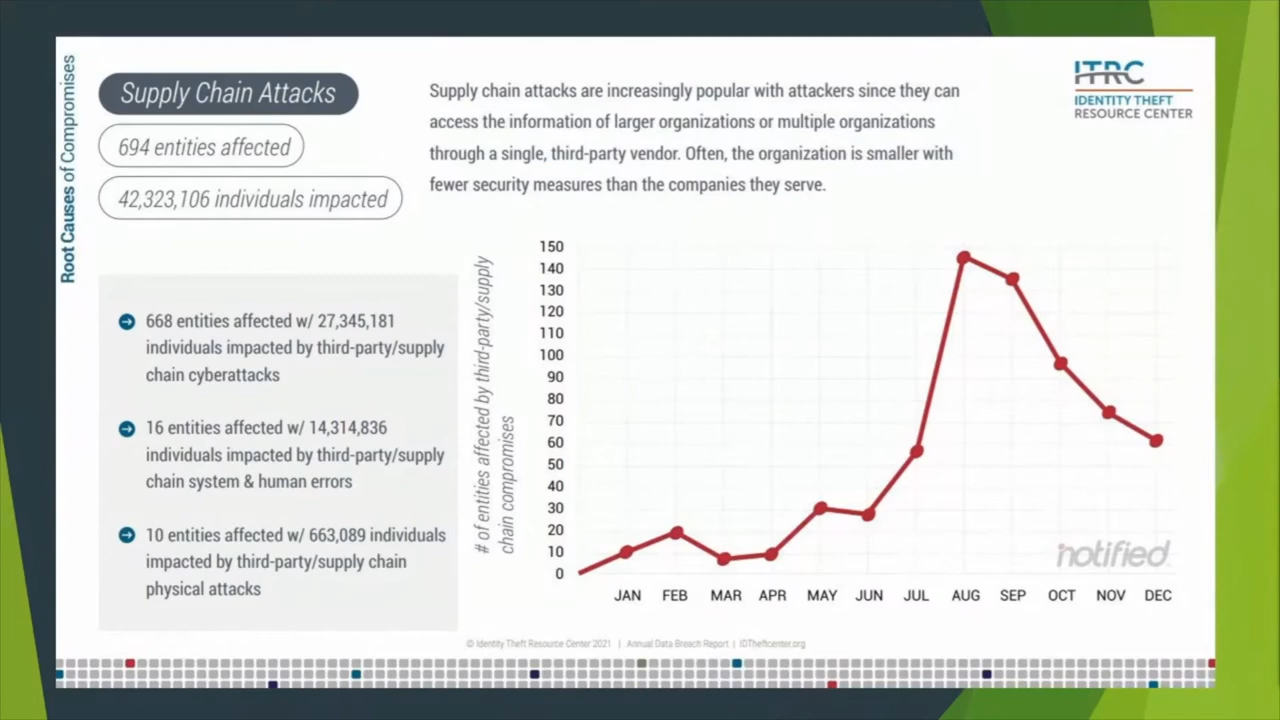 Root Causes of Compromises
Supply Chain Attacks
694 entities affected
42,323,106 individuals impacted
Supply chain attacks are increasingly popular with attackers since they can
access the information of larger organizations or multiple organizations
through a single, third-party vendor. Often, the organization is smaller with
fewer security measures than the companies they serve.
ITRC
IDENTITY THEFT
RESOURCE CENTER
668 entities affected w/ 27,345,181
individuals impacted by third-party/supply
chain cyberattacks
16 entities affected w/ 14,314,836
individuals impacted by third-party/supply
chain system & human errors
10 entities affected w/ 663,089 individuals
impacted by third-party/supply chain
physical attacks
# of entities affected by third-party/supply
chain compromises
150
140
130
120
110
100
90
80
70
60
50
40
30
20
10
0
JAN FEB MAR APR MAY JUN JUL AUG SEP OCT NOV DEC
notified
© Identity Theft Resource Center 2021 | Annual Data Breach Report | IDTheftcenter.org